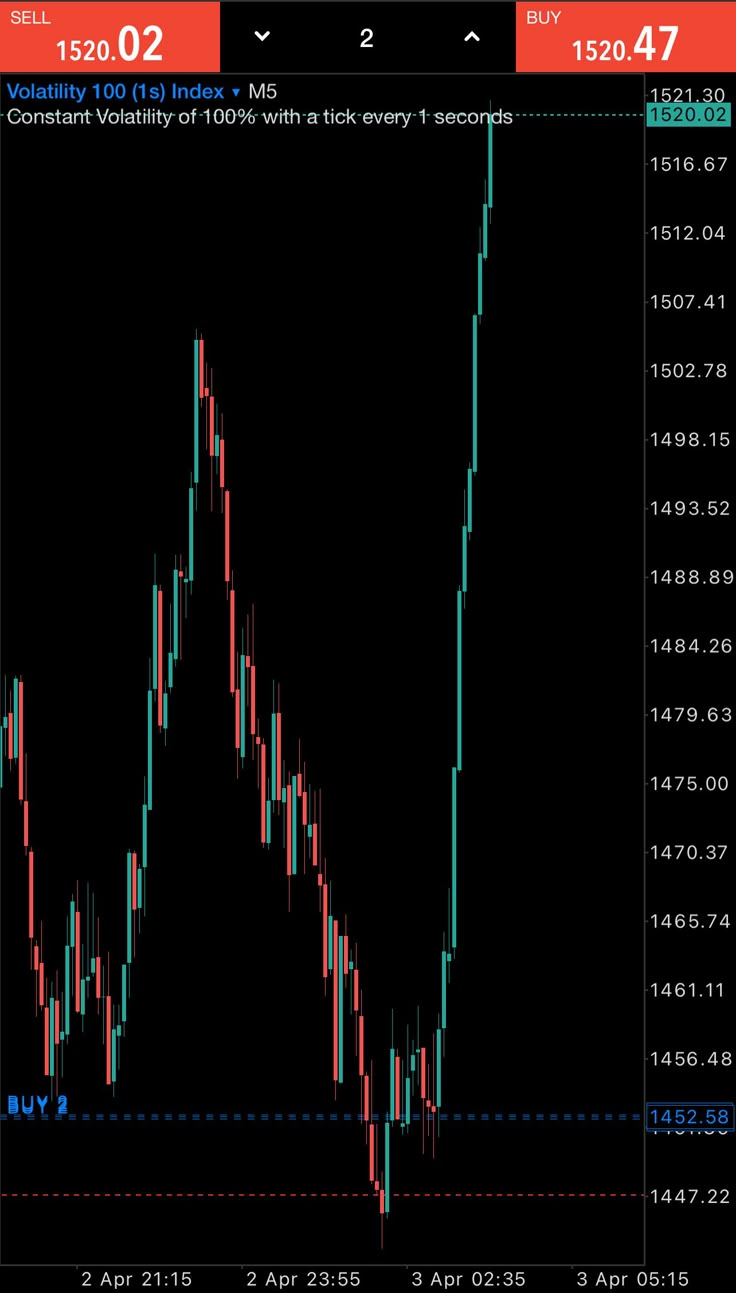 SELL
1520.02
2
BUY
1520.47
Volatility 100 (1s) Index ▾ M5
Constant Volatility of 100% with a tick every 1 seconds
1521.30
1520.02
1516.67
1512.04
1507.41
1502.78
1498.15
1493.52
1488.89
1484.26
1479.63
1475.00
1470.37
1465.74
1461.11
1456.48
BUY 2
1452.58
1447.22
2 Apr 21:15
2 Apr 23:55
3 Apr 02:35
3 Apr 05:15